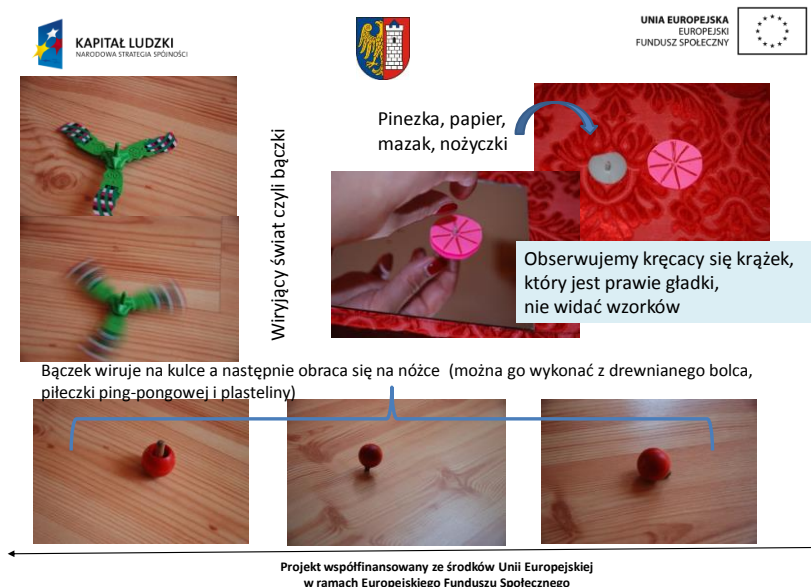 KAPITAŁ LUDZKI
NARODOWA STRATEGIA SPÓJNOŚCI
UNIA EUROPEJSKA
EUROPEJSKI
FUNDUSZ SPOŁECZNY
Wiryjący świat czyli bączki
Pinezka, papier,
mazak, nożyczki
Obserwujemy kręcacy się krążek,
który jest prawie gładki,
nie widać wzorków
Bączek wiruje na kulce a następnie obraca się na nóżce (można go wykonać z drewnianego bolca,
piłeczki ping-pongowej i plasteliny)
Projekt współfinansowany ze środków Unii Europejskiej
w ramach Europejskiego Funduszu Społecznego